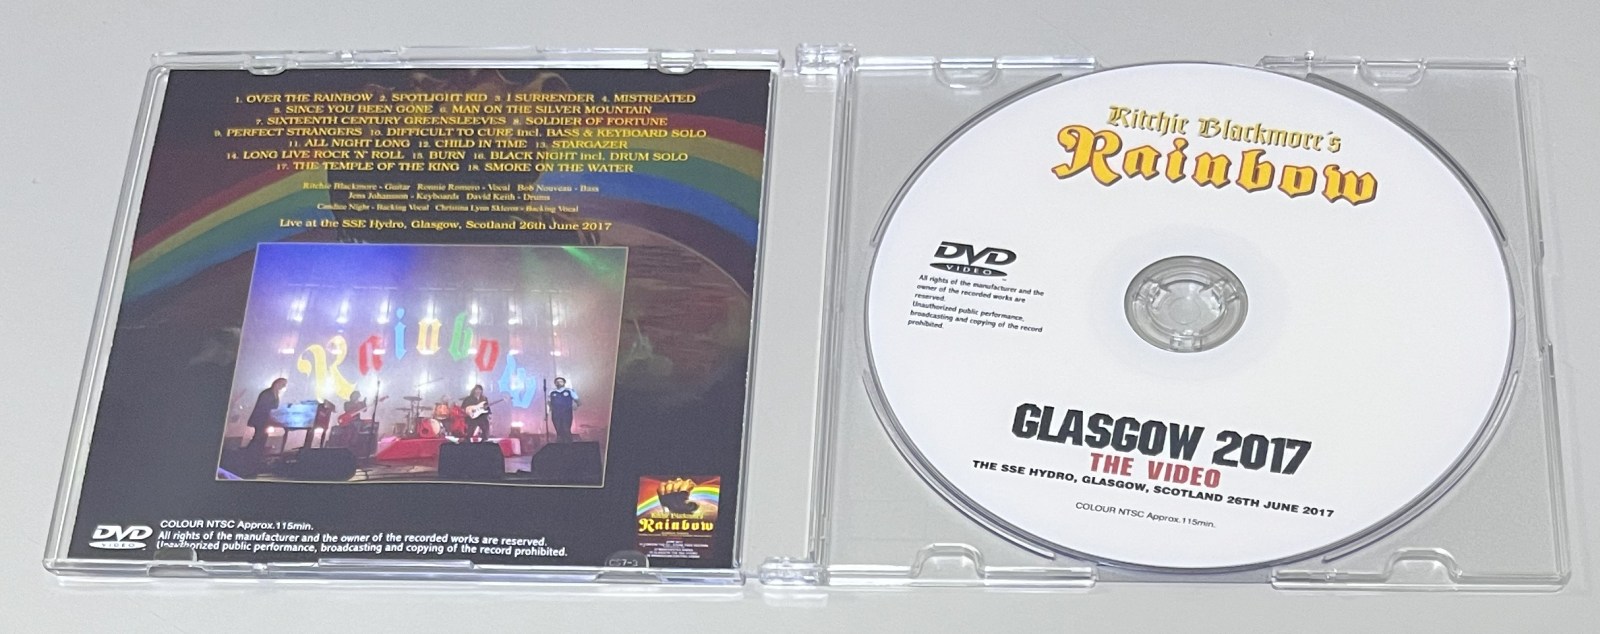 1. OVER THE RAINBOW 2. SPOTLIGHT KID 3. I SURRENDER 4. MISTREATED
5. SINCE YOU BEEN GONE 6. MAN ON THE SILVER MOUNTAIN
7. SIXTEENTH CENTURY GREENSLEEVES 8. SOLDIER OF FORTUNE
9. PERFECT STRANGERS 10. DIFFICULT TO CURE incl. BASS & KEYBOARD SOLO
11. ALL NIGHT LONG 12. CHILD IN TIME 13. STARGAZER
14. LONG LIVE ROCK 'N' ROLL 15. BURN 16. BLACK NIGHT incl. DRUM SOLO
17. THE TEMPLE OF THE KING 18. SMOKE ON THE WATER
Ritchie Blackmore - Guitar Ronnie Romero - Vocal Bob Nouveau - Bass
Jens Johansson - Keyboards David Keith - Drums
Candice Night - Backing Vocal Christina Lynn Skleros - Backing Vocal
Live at the SSE Hydro, Glasgow, Scotland 26th June 2017
Rainbow
Rainbow
DVD
VIDEO
COLOUR NTSC Approx.115min.
All rights of the manufacturer and the owner of the recorded works are reserved.
Unauthorized public performance, broadcasting and copying of the record prohibited.
CS7-3
Ritchie Blackmore's
Rainbow
DVD
VIDEO
All rights of the manufacturer and the
owner of the recorded works are
reserved.
Unauthorized public performance,
broadcasting and copying of the record
prohibited.
GLASGOW 2017
THE VIDEO
THE SSE HYDRO, GLASGOW, SCOTLAND 26TH JUNE 2017
COLOUR NTSC Approx.115min.